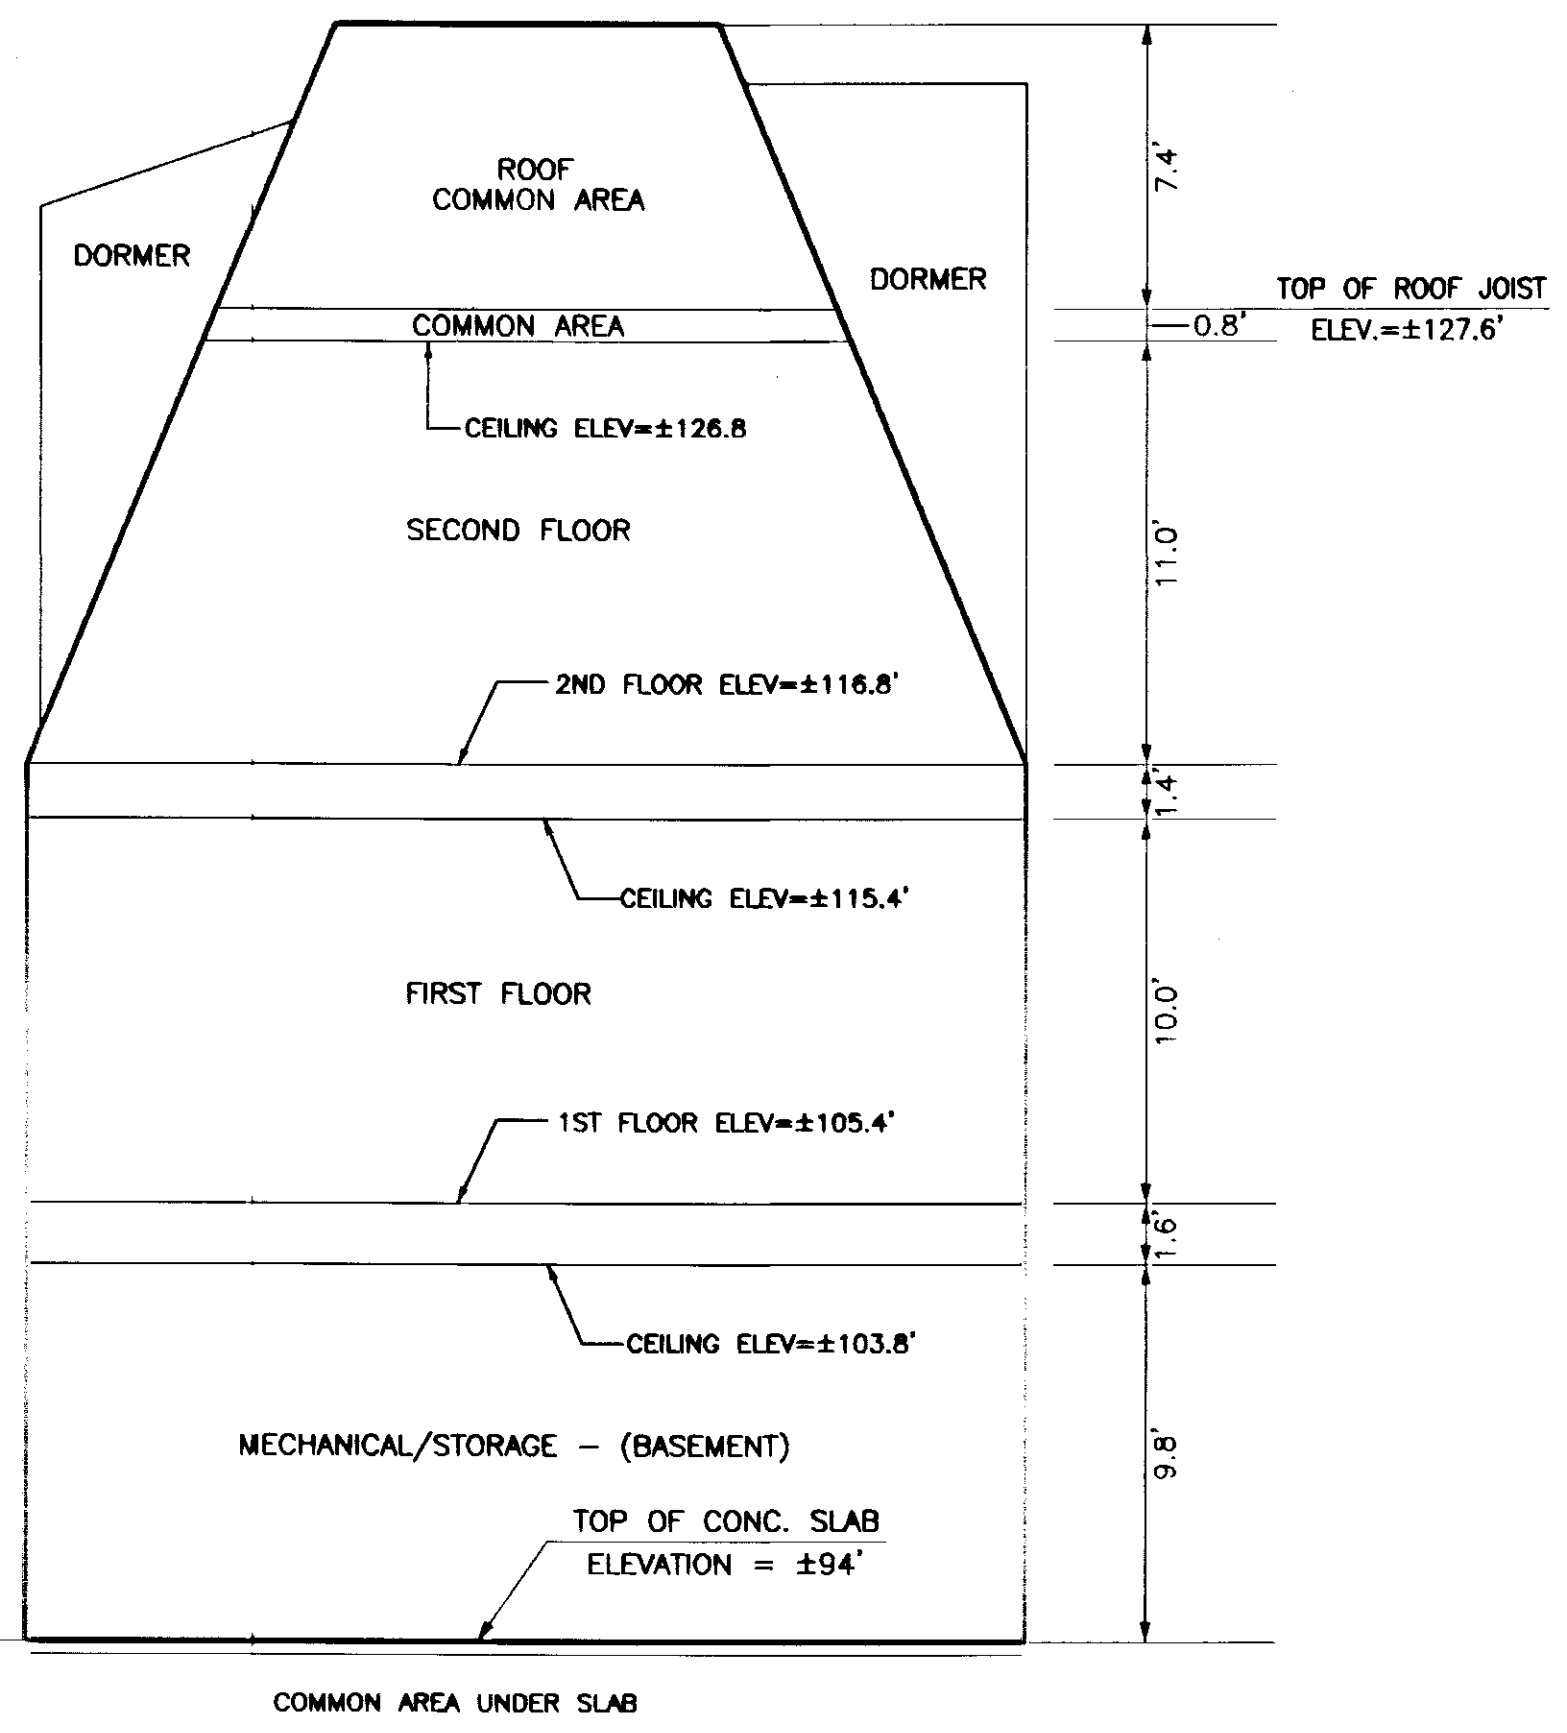 7.4'
ROOF
COMMON AREA
DORMER
DORMER
TOP OF ROOF JOIST
COMMON AREA
0.8'
ELEV.=±127.6'
CEILING ELEV=±126.8
SECOND FLOOR
11.0'
2ND FLOOR ELEV=±116.8'
1.4'
CEILING ELEV=±115.4'
FIRST FLOOR
10.0'
1ST FLOOR ELEV=±105.4'
1.6'
CEILING ELEV=±103.8'
MECHANICAL/STORAGE - (BASEMENT)
9.8'
TOP OF CONC. SLAB
ELEVATION = ±94'
COMMON AREA UNDER SLAB